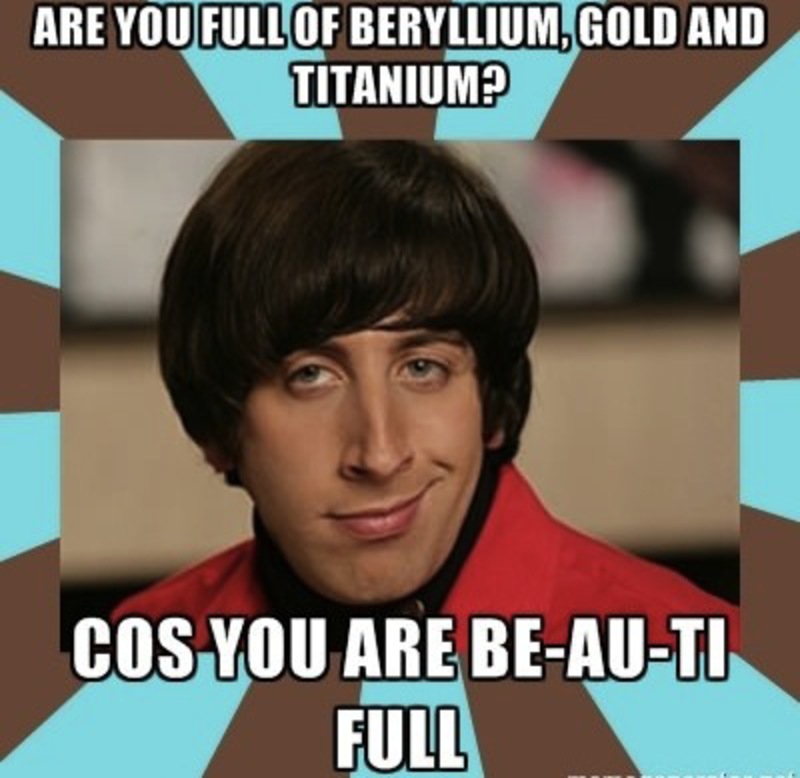 ARE YOU FULL OF BERYLLIUM, GOLD AND
TITANIUM?
COS YOU ARE BE-AU-TI
FULL